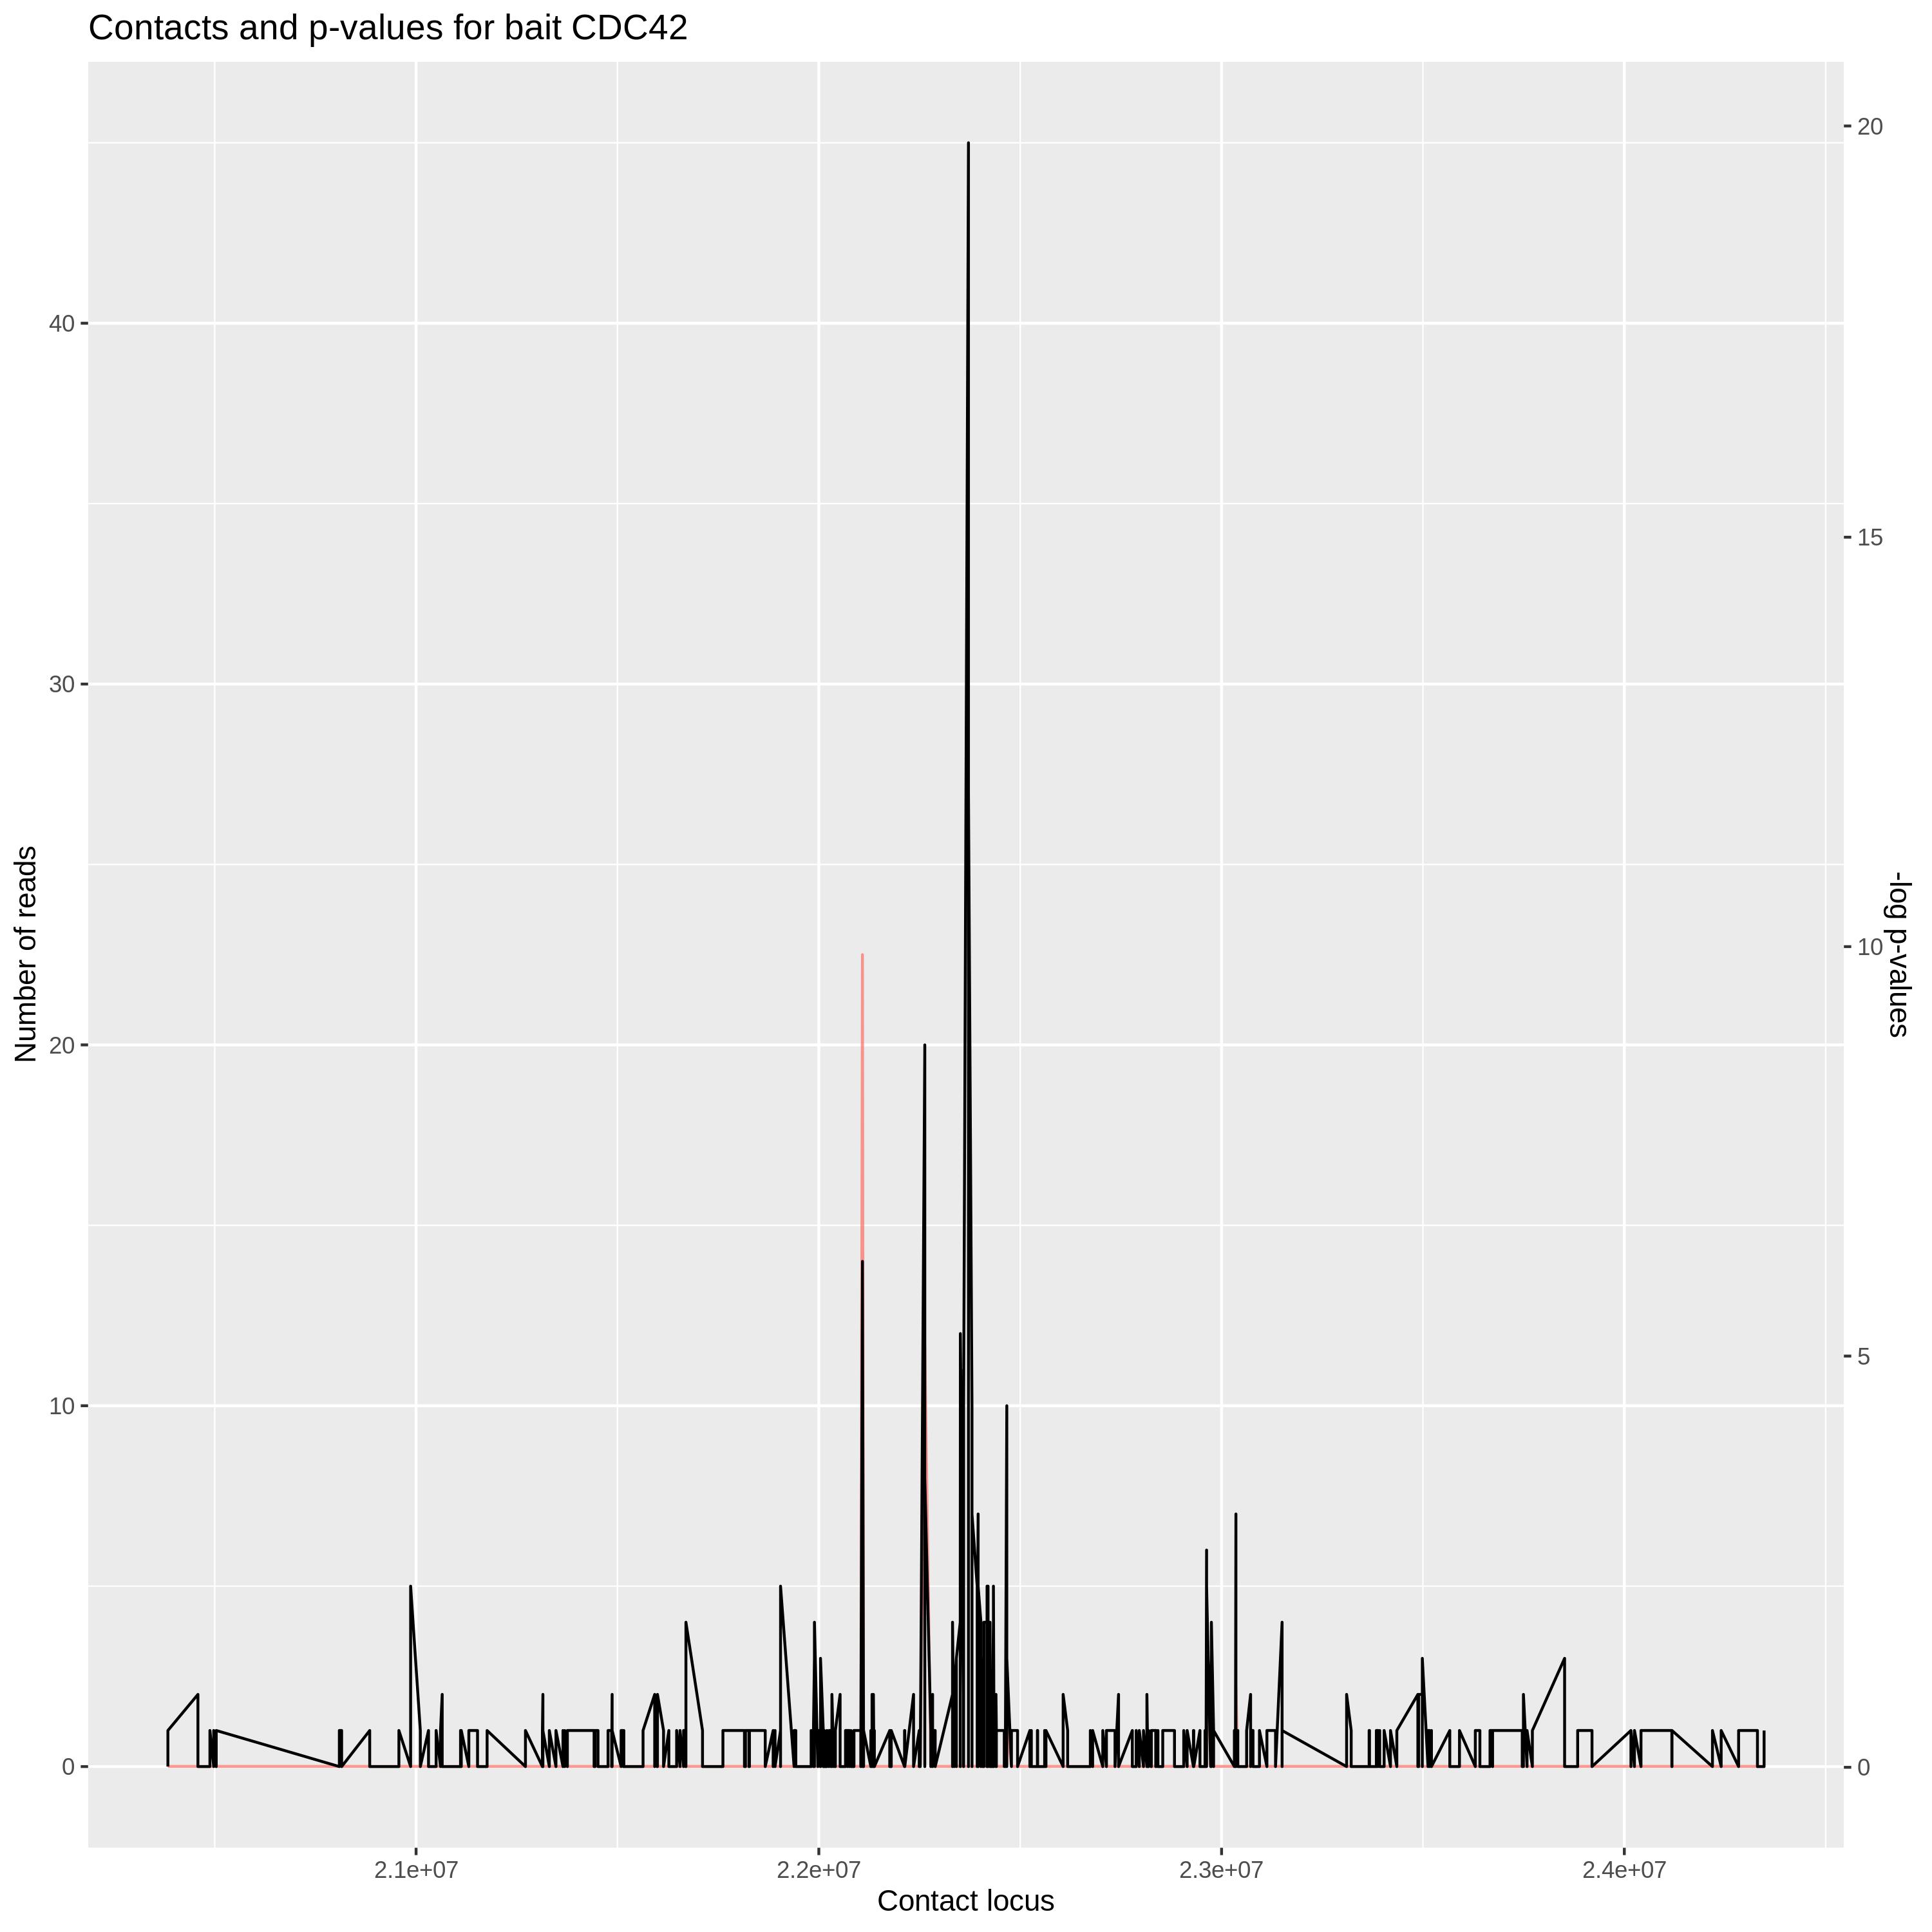 Contacts and p-values for bait CDC42
Number of reads
40
30
20
10
0
-log p-values
20
15
10
5
0
2.1e+07
2.2e+07
2.3e+07
2.4e+07
Contact locus